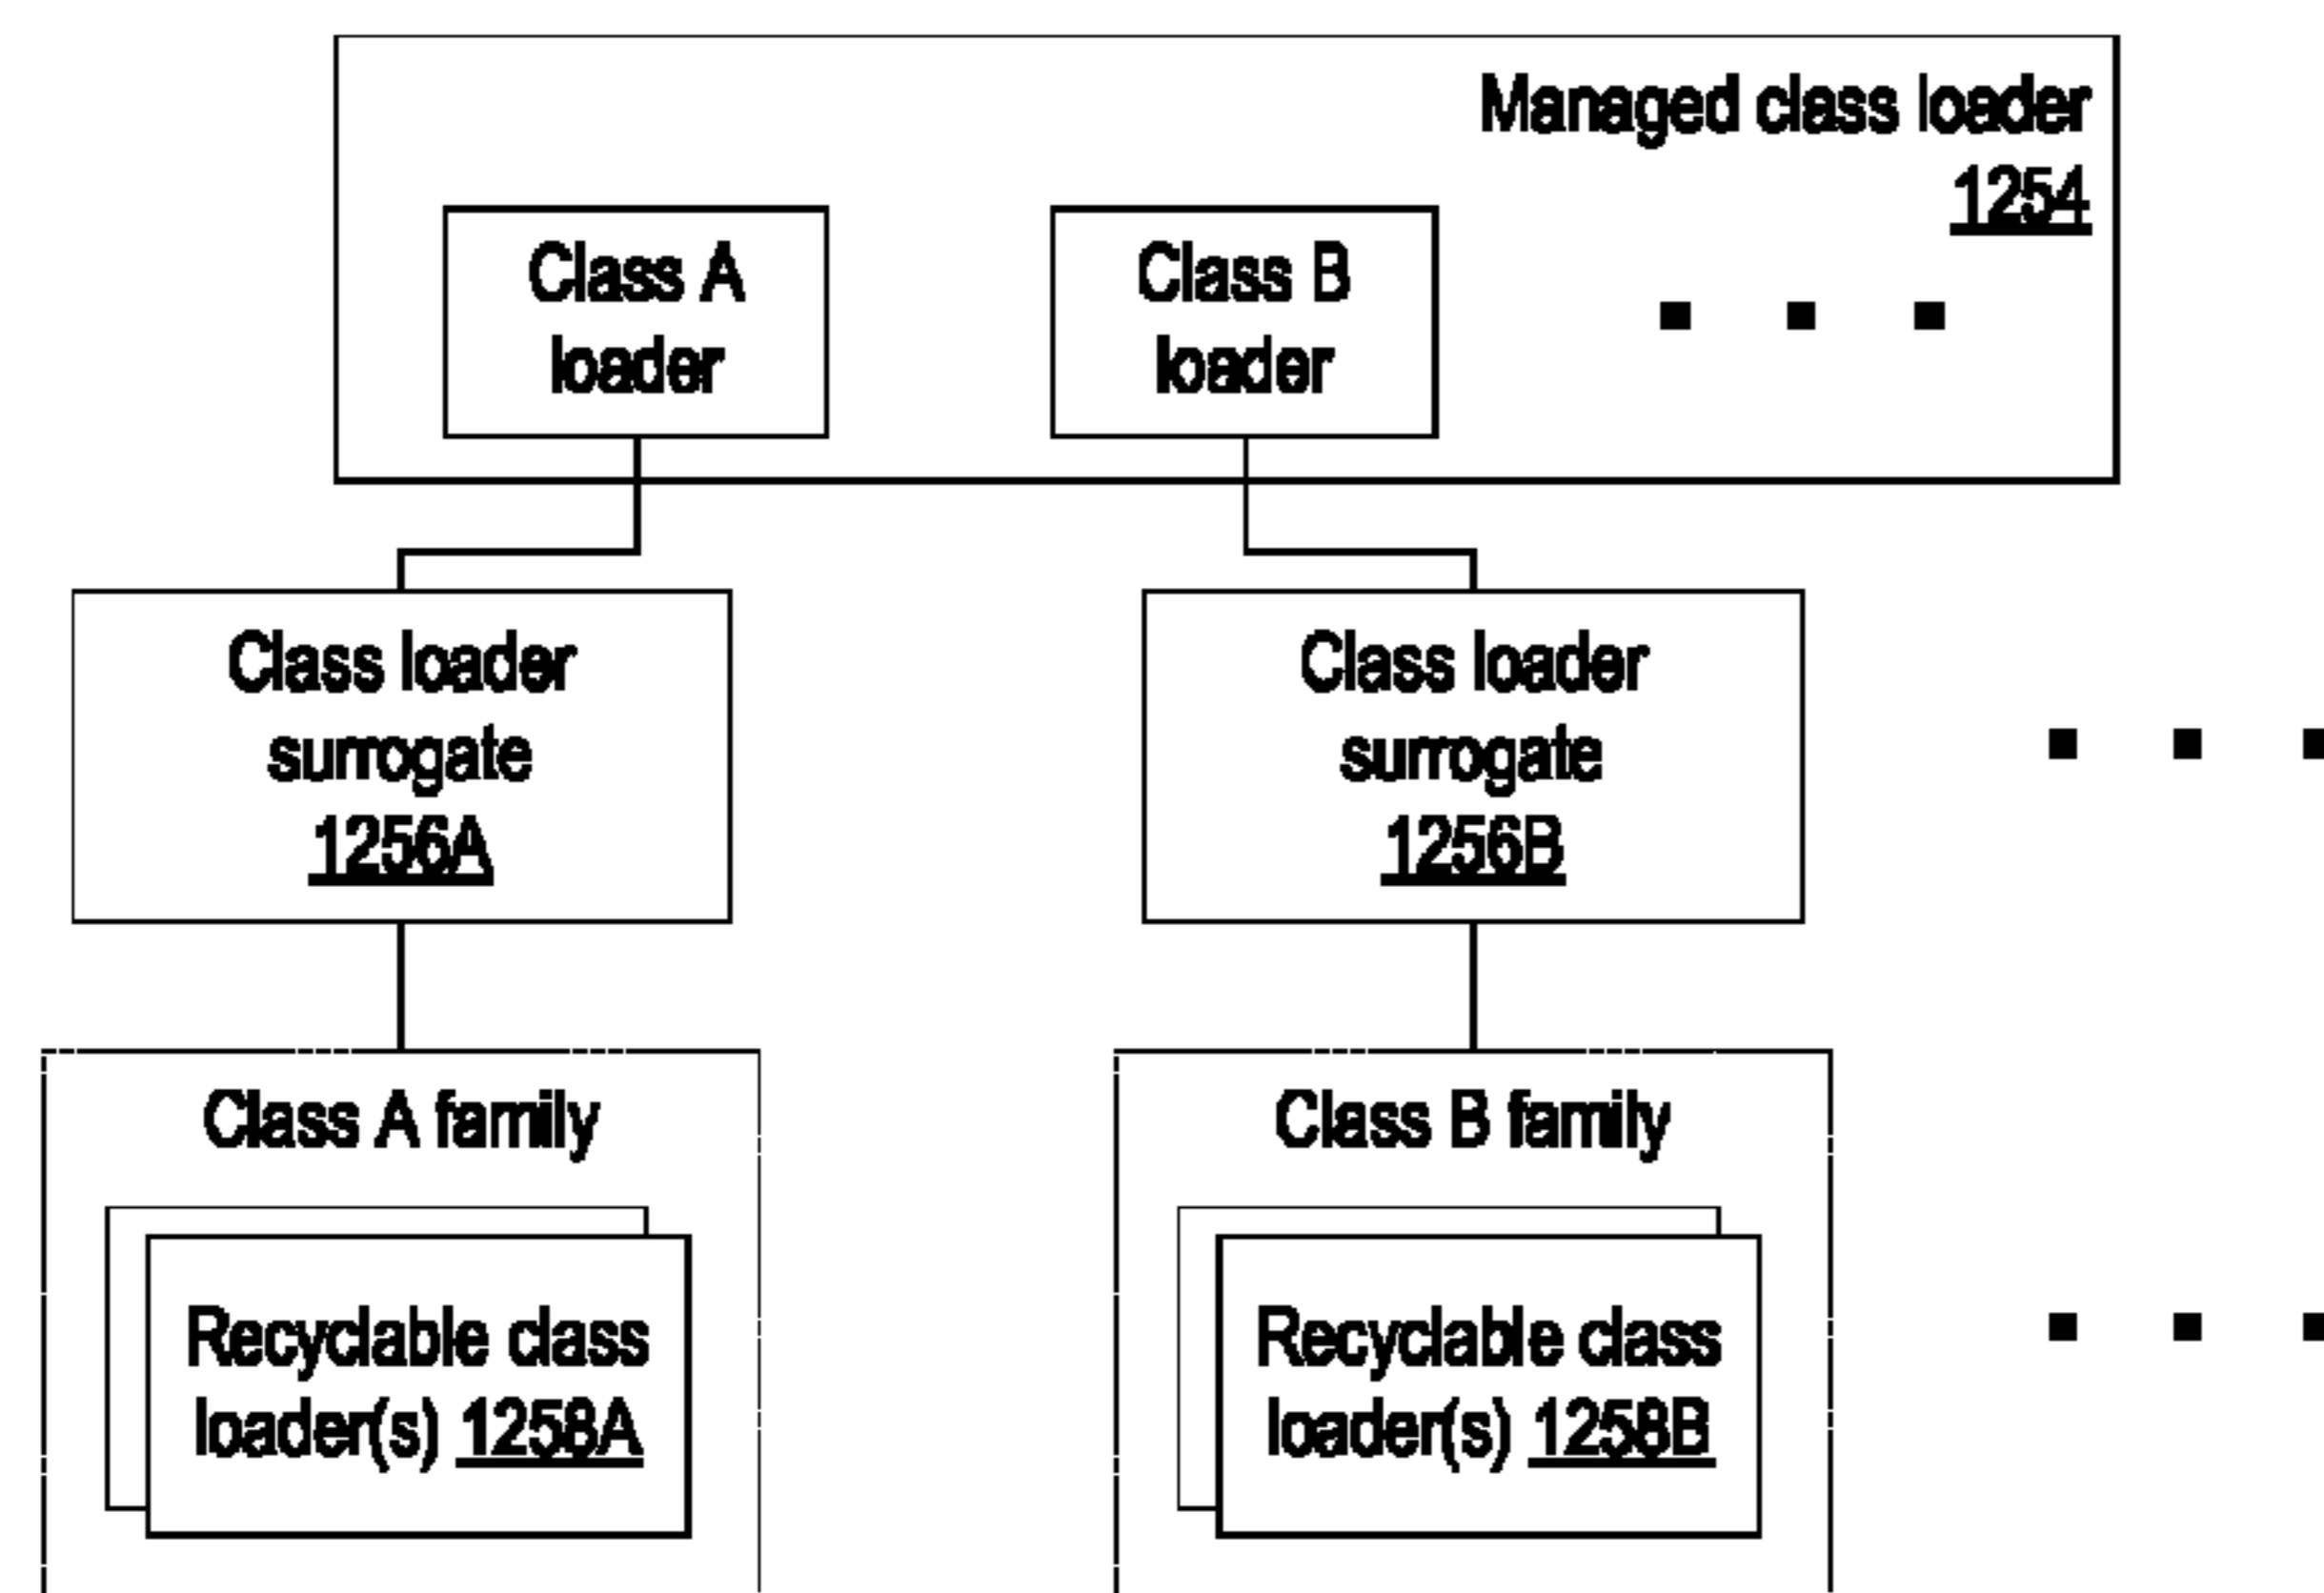 Managed class loader
1254
Class A
loader
Class B
loader
Class loader
surrogate
1256A
Class loader
surrogate
1256B
Class A family
Recyclable class
loader(s) 1258A
Class B family
Recyclable class
loader(s) 1258B